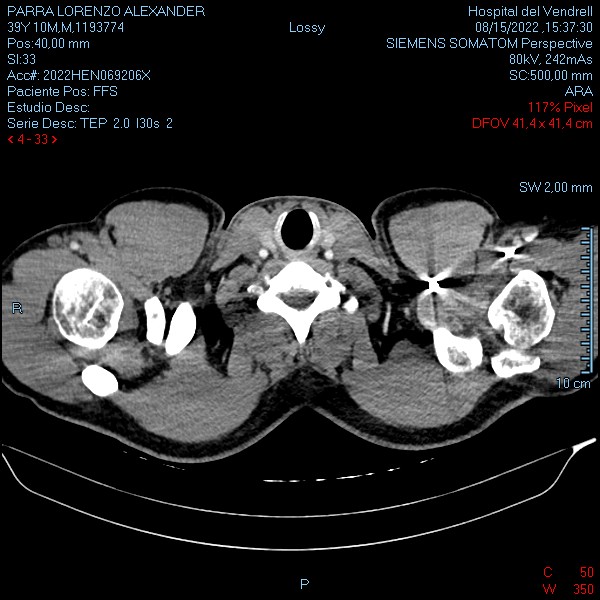 PARRA LORENZO ALEXANDER
39Y 10M,M,1193774
Pos:40,00 mm
SI:33
Acc#: 2022HEN069206X
Paciente Pos: FFS
Estudio Desc:
Serie Desc: TEP 2.0 I30s 2
< 4 - 33 >
Lossy
Hospital del Vendrell
08/15/2022 ,15:37:30
SIEMENS SOMATOM Perspective
80kV, 242mAs
SC:500,00 mm
ARA
117% Pixel
DFOV 41,4 x 41,4 cm
SW 2,00 mm
R
10 cm
P
C 50
W 350